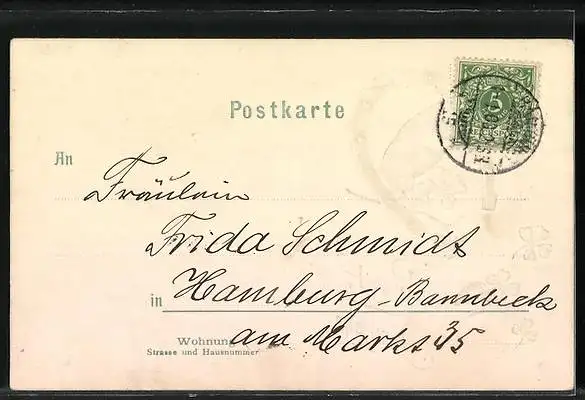 Postkarte
5
An
Fräulein
Frida Schmidt
in Hamburg-Barmbeck
Wohnung am Markt 35
Strasse und Hausnummer